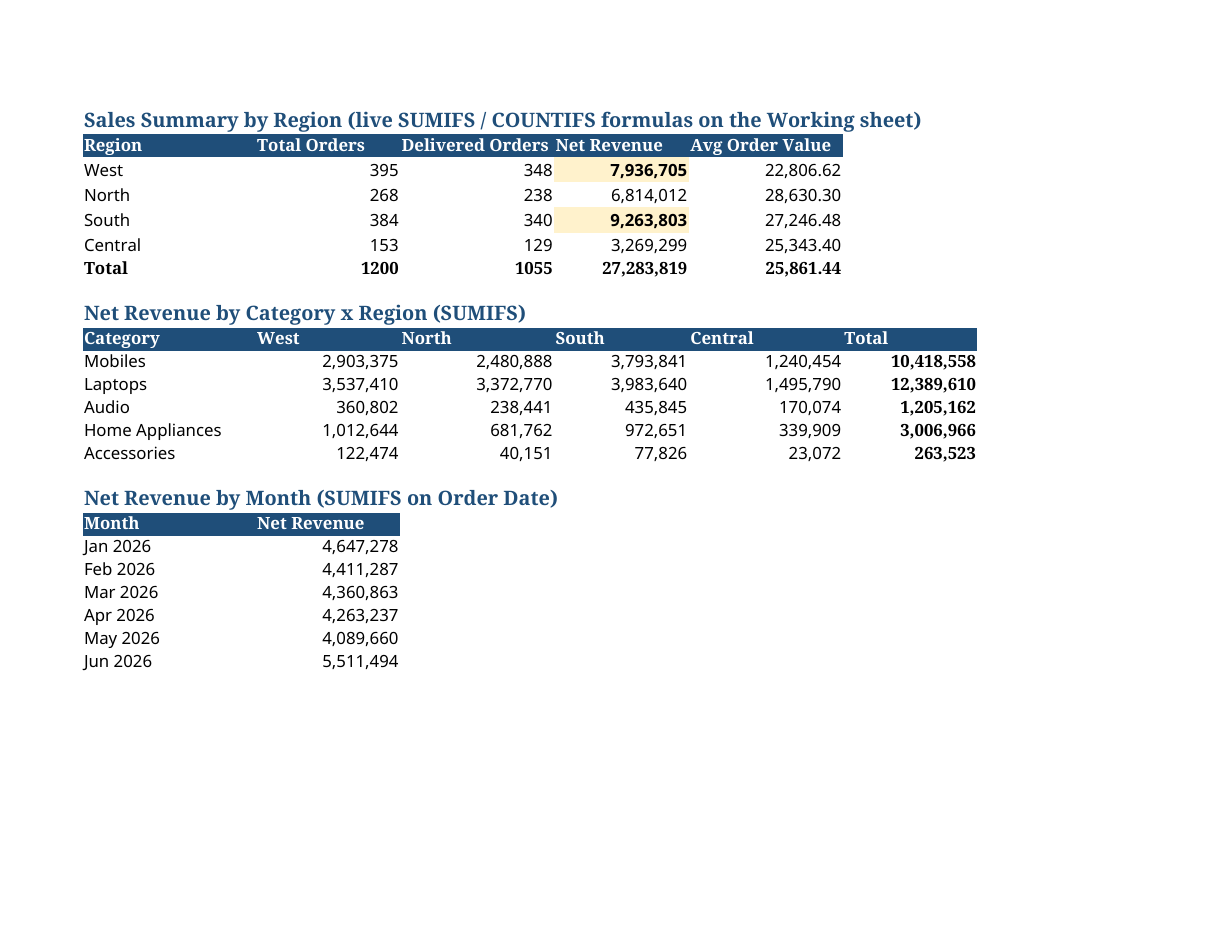 Sales Summary by Region (live SUMIFS / COUNTIFS formulas on the Working sheet)
Region Total Orders Delivered Orders Net Revenue Avg Order Value
West 395 348 7,936,705 22,806.62
North 268 238 6,814,012 28,630.30
South 384 340 9,263,803 27,246.48
Central 153 129 3,269,299 25,343.40
Total 1200 1055 27,283,819 25,861.44
Net Revenue by Category x Region (SUMIFS)
Category West North South Central Total
Mobiles 2,903,375 2,480,888 3,793,841 1,240,454 10,418,558
Laptops 3,537,410 3,372,770 3,983,640 1,495,790 12,389,610
Audio 360,802 238,441 435,845 170,074 1,205,162
Home Appliances 1,012,644 681,762 972,651 339,909 3,006,966
Accessories 122,474 40,151 77,826 23,072 263,523
Net Revenue by Month (SUMIFS on Order Date)
Month Net Revenue
Jan 2026 4,647,278
Feb 2026 4,411,287
Mar 2026 4,360,863
Apr 2026 4,263,237
May 2026 4,089,660
Jun 2026 5,511,494